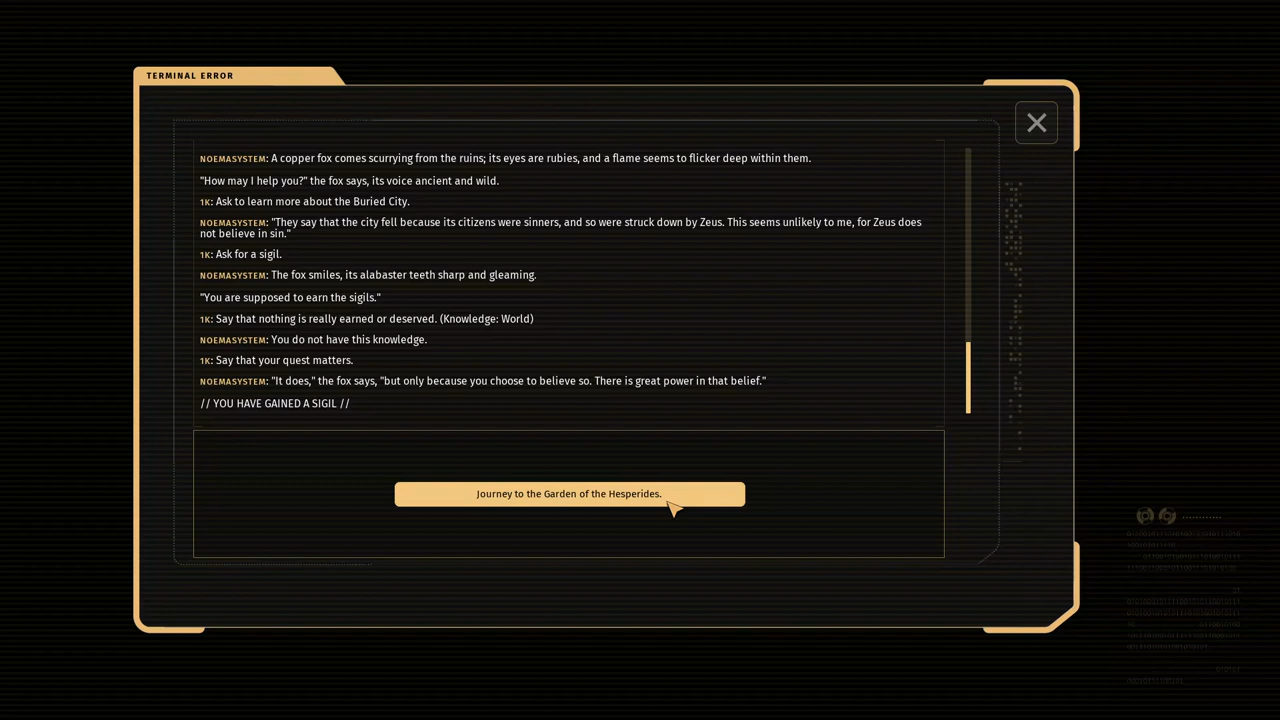 TERMINAL ERROR
NOEMASYSTEM: A copper fox comes scurrying from the ruins; its eyes are rubies, and a flame seems to flicker deep within them.
"How may I help you?" the fox says, its voice ancient and wild.
1K: Ask to learn more about the Buried City.
NOEMASYSTEM: "They say that the city fell because its citizens were sinners, and so were struck down by Zeus. This seems unlikely to me, for Zeus does
not believe in sin."
1K: Ask for a sigil.
NOEMASYSTEM: The fox smiles, its alabaster teeth sharp and gleaming.
"You are supposed to earn the sigils."
1K: Say that nothing is really earned or deserved. (Knowledge: World)
NOEMASYSTEM: You do not have this knowledge.
1K: Say that your quest matters.
NOEMASYSTEM: "It does," the fox says, "but only because you choose to believe so. There is great power in that belief."
// YOU HAVE GAINED A SIGIL //
Journey to the Garden of the Hesperides.